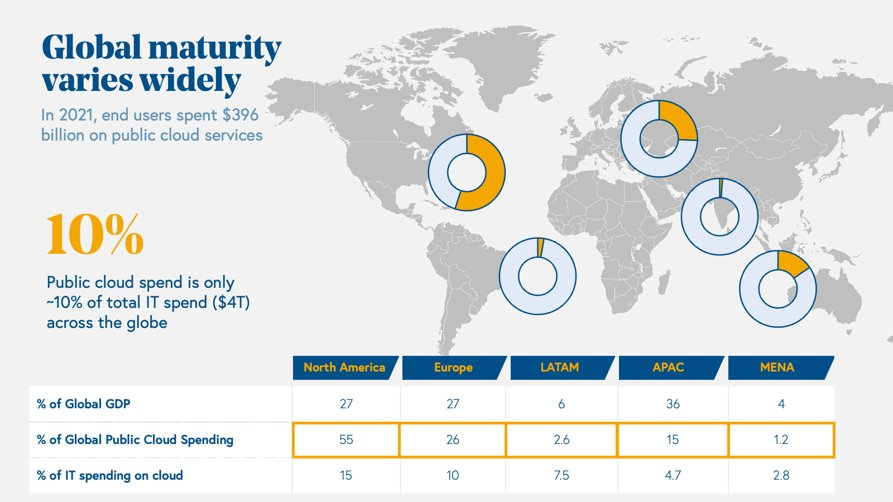 Global maturity
varies widely
In 2021, end users spent $396
billion on public cloud services
10%
Public cloud spend is only
~10% of total IT spend ($4T)
across the globe
North America Europe LATAM APAC MENA
% of Global GDP 27 27 6 36 4
% of Global Public Cloud Spending 55 26 2.6 15 1.2
% of IT spending on cloud 15 10 7.5 4.7 2.8